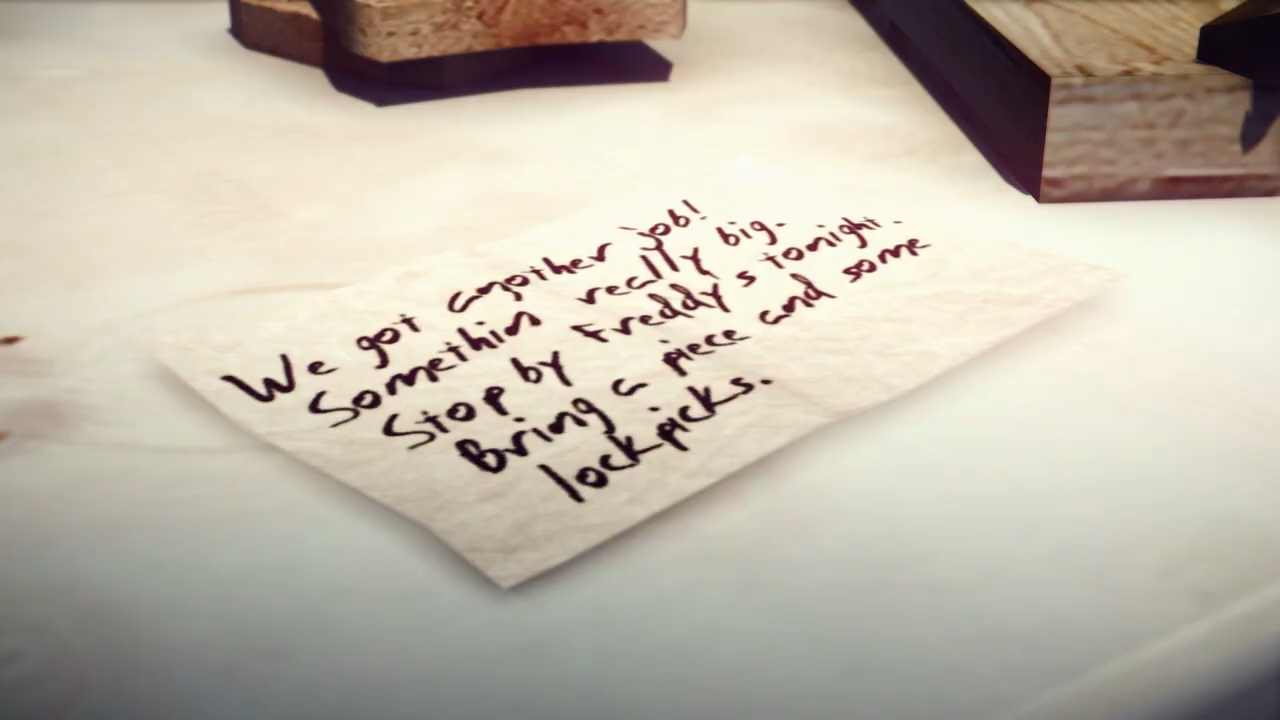 We got another job!
Somethin really big.
Stop by Freddy's tonight.
Bring a piece and some
lockpicks.